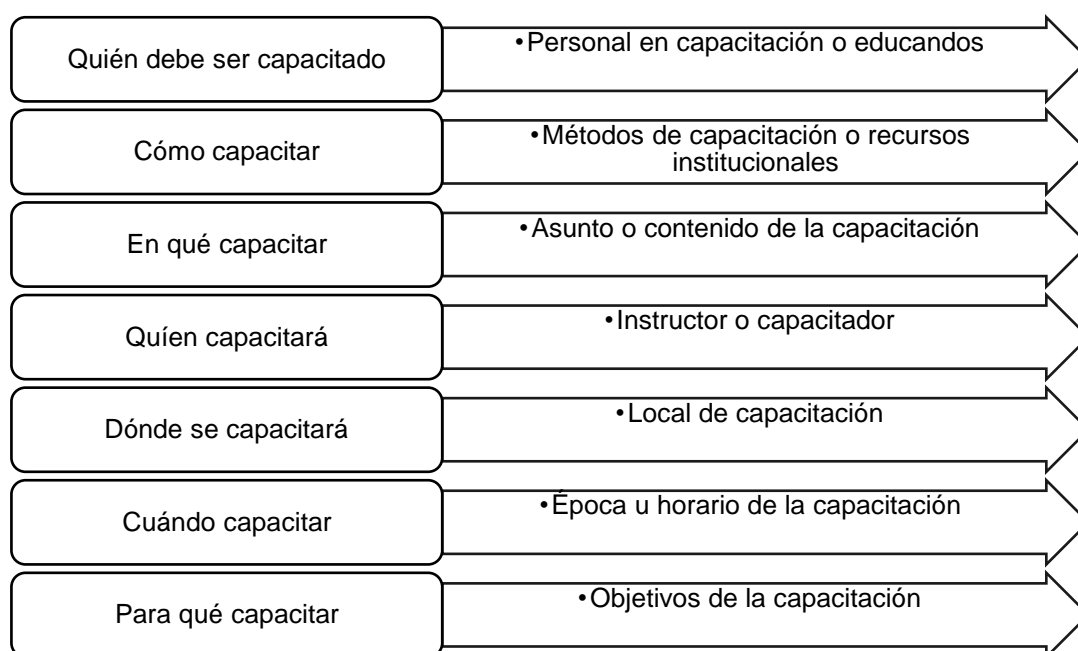 Quién debe ser capacitado
•Personal en capacitación o educandos
Cómo capacitar
•Métodos de capacitación o recursos
institucionales
En qué capacitar
•Asunto o contenido de la capacitación
Quíen capacitará
•Instructor o capacitador
Dónde se capacitará
•Local de capacitación
Cuándo capacitar
•Época u horario de la capacitación
Para qué capacitar
•Objetivos de la capacitación